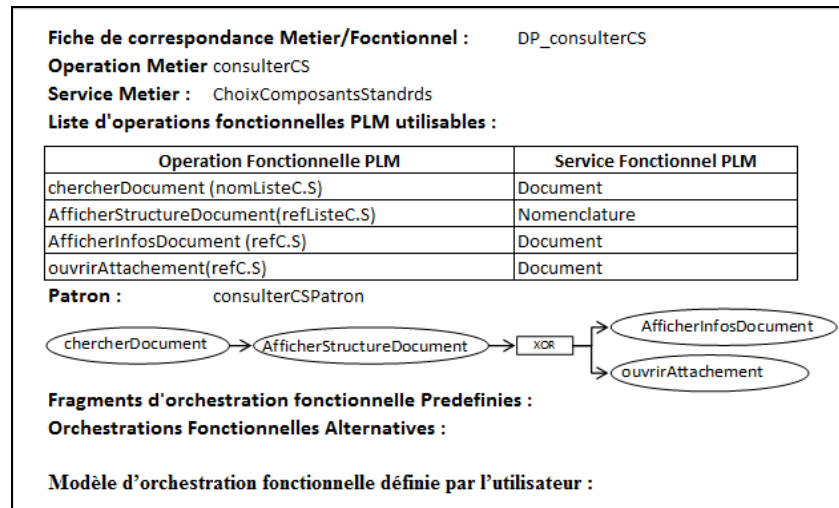 Fiche de correspondance Metier/Focntionnel : DP_consulterCS
Operation Metier consulterCS
Service Metier : ChoixComposantsStandrds
Liste d'operations fonctionnelles PLM utilisables :
Operation Fonctionnelle PLM Service Fonctionnel PLM
chercherDocument (nomListeC.S) Document
AfficherStructureDocument(refListeC.S) Nomenclature
AfficherInfosDocument (refC.S) Document
ouvrirAttachement(refC.S) Document
Patron : consulterCSPatron
chercherDocument AfficherStructureDocument XOR AfficherInfosDocument
ouvrirAttachement
Fragments d'orchestration fonctionnelle Predefinies :
Orchestrations Fonctionnelles Alternatives :
Modèle d’orchestration fonctionnelle définie par l’utilisateur :